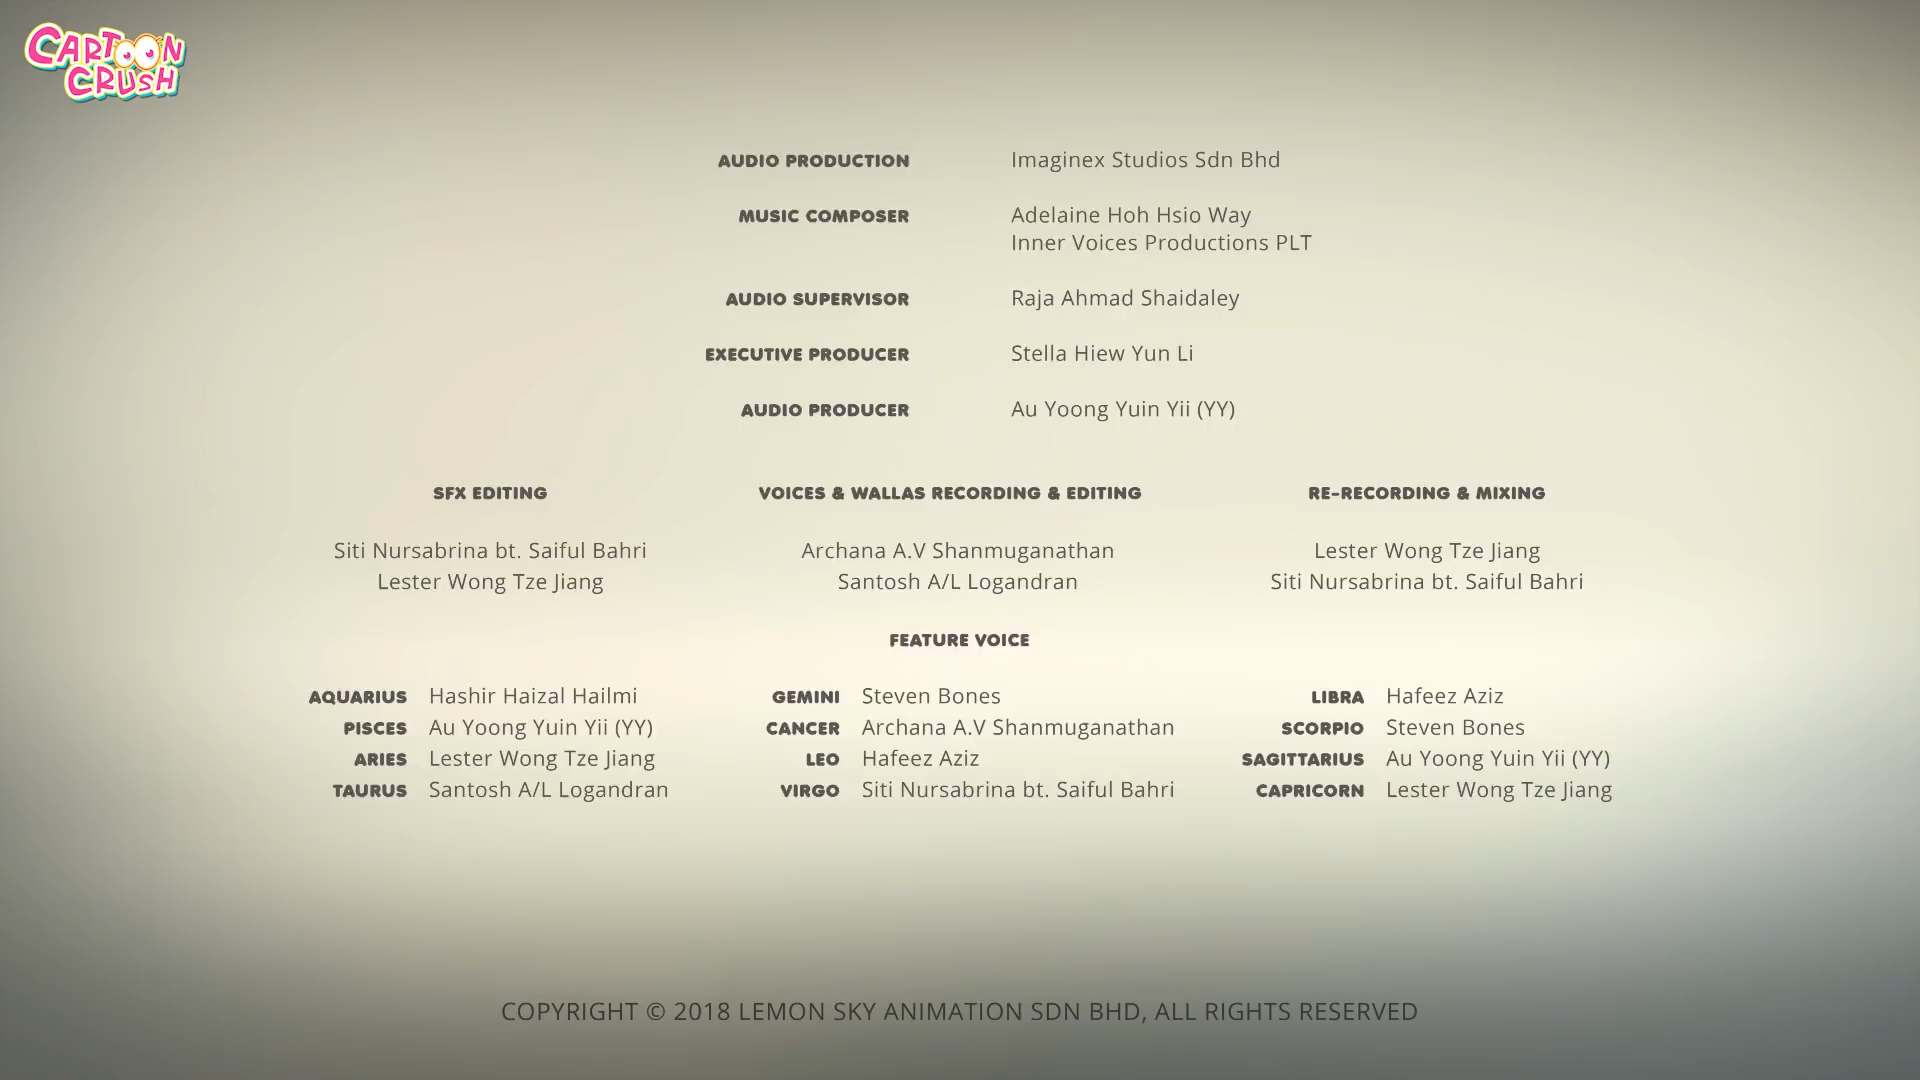 CARTOON
CRUSH
AUDIO PRODUCTION Imaginex Studios Sdn Bhd
MUSIC COMPOSER Adelaine Hoh Hsio Way
Inner Voices Productions PLT
AUDIO SUPERVISOR Raja Ahmad Shaidaley
EXECUTIVE PRODUCER Stella Hiew Yun Li
AUDIO PRODUCER Au Yoong Yuin Yii (YY)
SFX EDITING
Siti Nursabrina bt. Saiful Bahri
Lester Wong Tze Jiang
VOICES & WALLAS RECORDING & EDITING
Archana A.V Shanmuganathan
Santosh A/L Logandran
RE-RECORDING & MIXING
Lester Wong Tze Jiang
Siti Nursabrina bt. Saiful Bahri
FEATURE VOICE
AQUARIUS Hashir Haizal Hailmi
PISCES Au Yoong Yuin Yii (YY)
ARIES Lester Wong Tze Jiang
TAURUS Santosh A/L Logandran
GEMINI Steven Bones
CANCER Archana A.V Shanmuganathan
LEO Hafeez Aziz
VIRGO Siti Nursabrina bt. Saiful Bahri
LIBRA Hafeez Aziz
SCORPIO Steven Bones
SAGITTARIUS Au Yoong Yuin Yii (YY)
CAPRICORN Lester Wong Tze Jiang
COPYRIGHT © 2018 LEMON SKY ANIMATION SDN BHD, ALL RIGHTS RESERVED